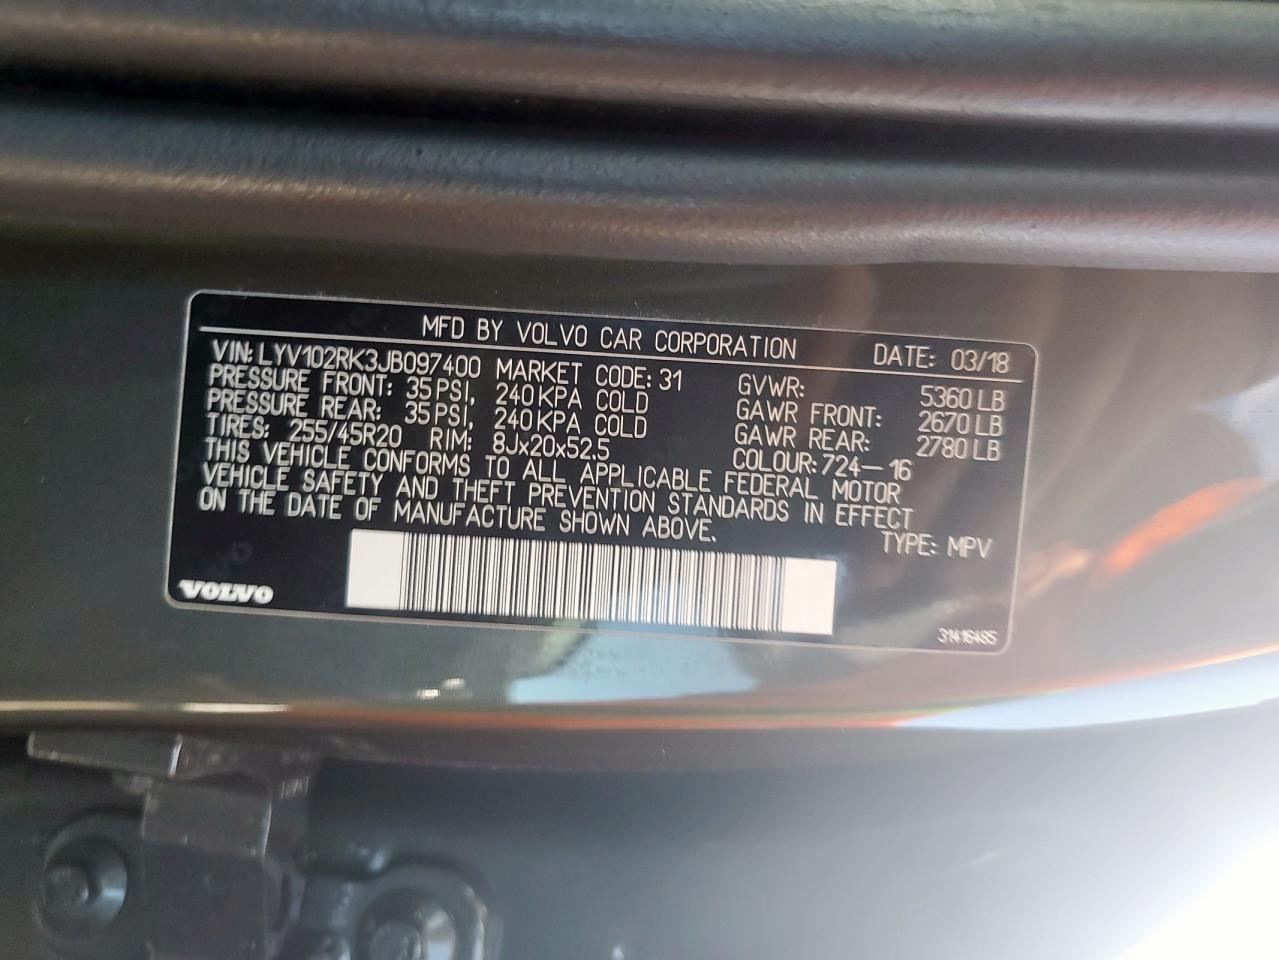 MFD BY VOLVO CAR CORPORATION DATE: 03/18
VIN: LYV102RK3JB097400 MARKET CODE: 31 GVWR: 5360 LB
PRESSURE FRONT: 35 PSI, 240 KPA COLD GAWR FRONT: 2670 LB
PRESSURE REAR: 35 PSI, 240 KPA COLD GAWR REAR: 2780 LB
TIRES: 255/45R20 RIM: 8Jx20x52.5 COLOUR: 724-16
THIS VEHICLE CONFORMS TO ALL APPLICABLE FEDERAL MOTOR
VEHICLE SAFETY AND THEFT PREVENTION STANDARDS IN EFFECT
ON THE DATE OF MANUFACTURE SHOWN ABOVE. TYPE: MPV
VOLVO
31416485